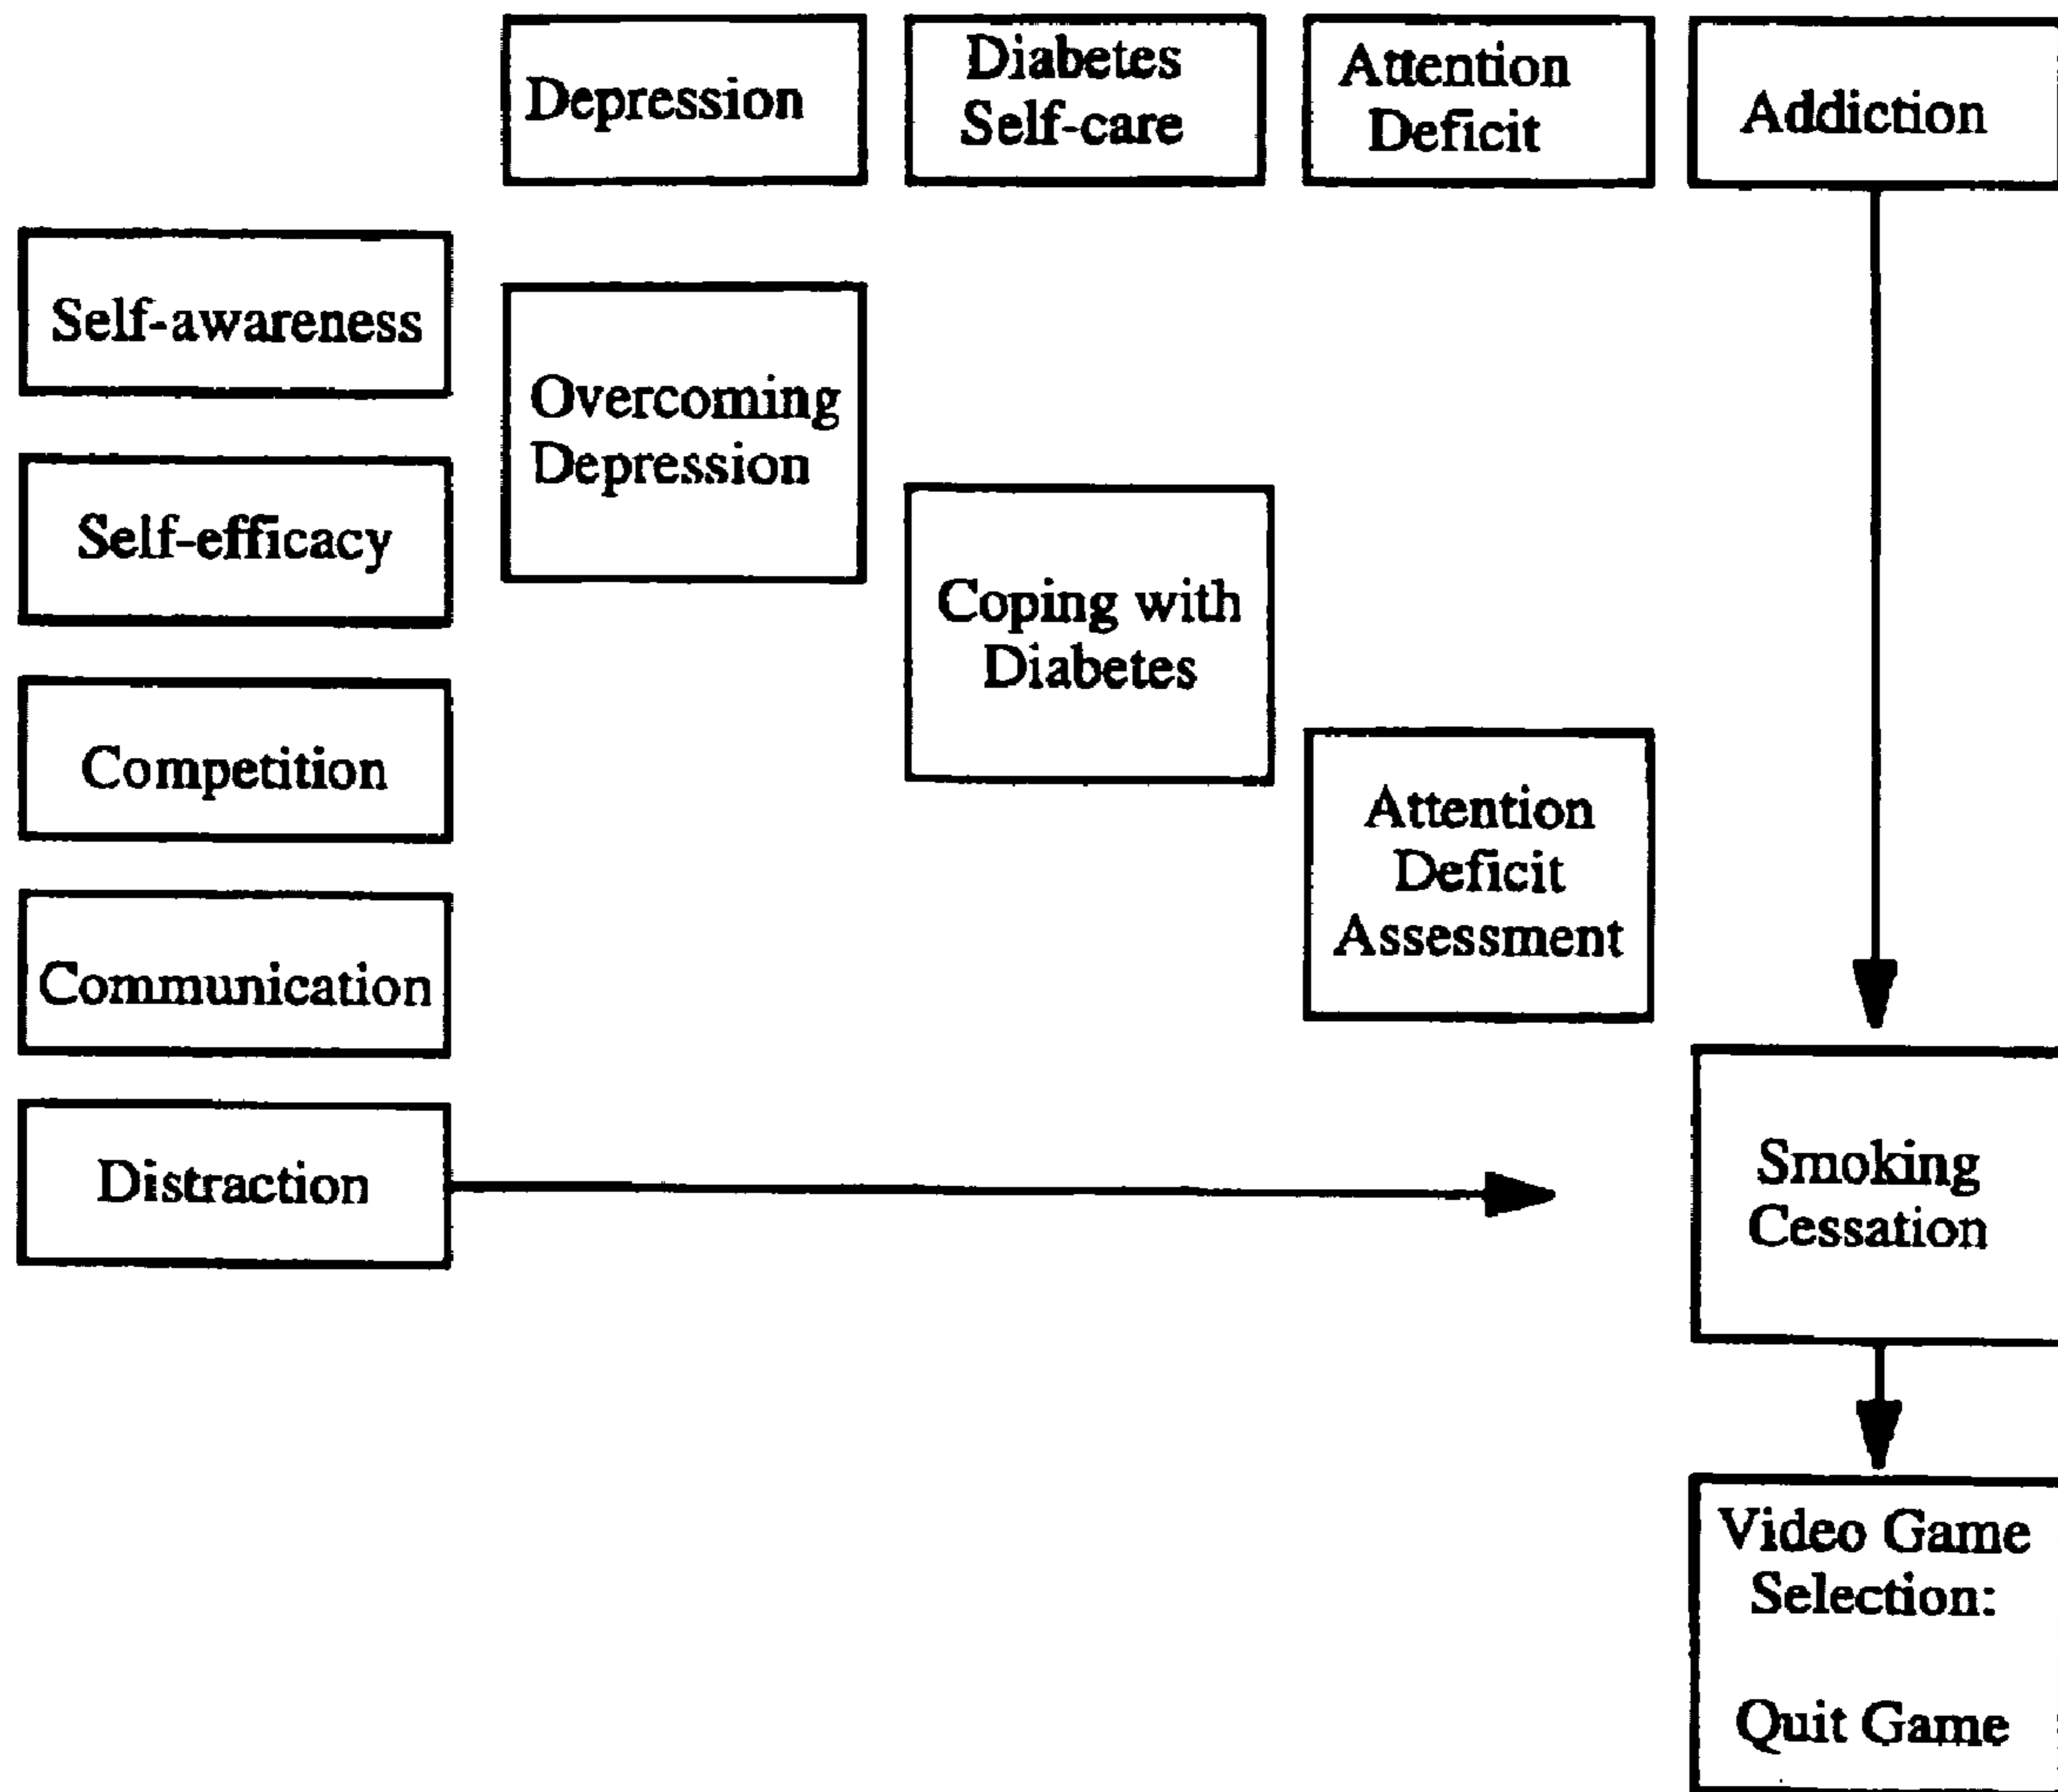 Depression
Diabetes
Self-care
Attention
Deficit
Addiction
Self-awareness
Overcoming
Depression
Self-efficacy
Coping with
Diabetes
Competition
Attention
Deficit
Assessment
Communication
Distraction
Smoking
Cessation
Video Game
Selection:
Quit Game